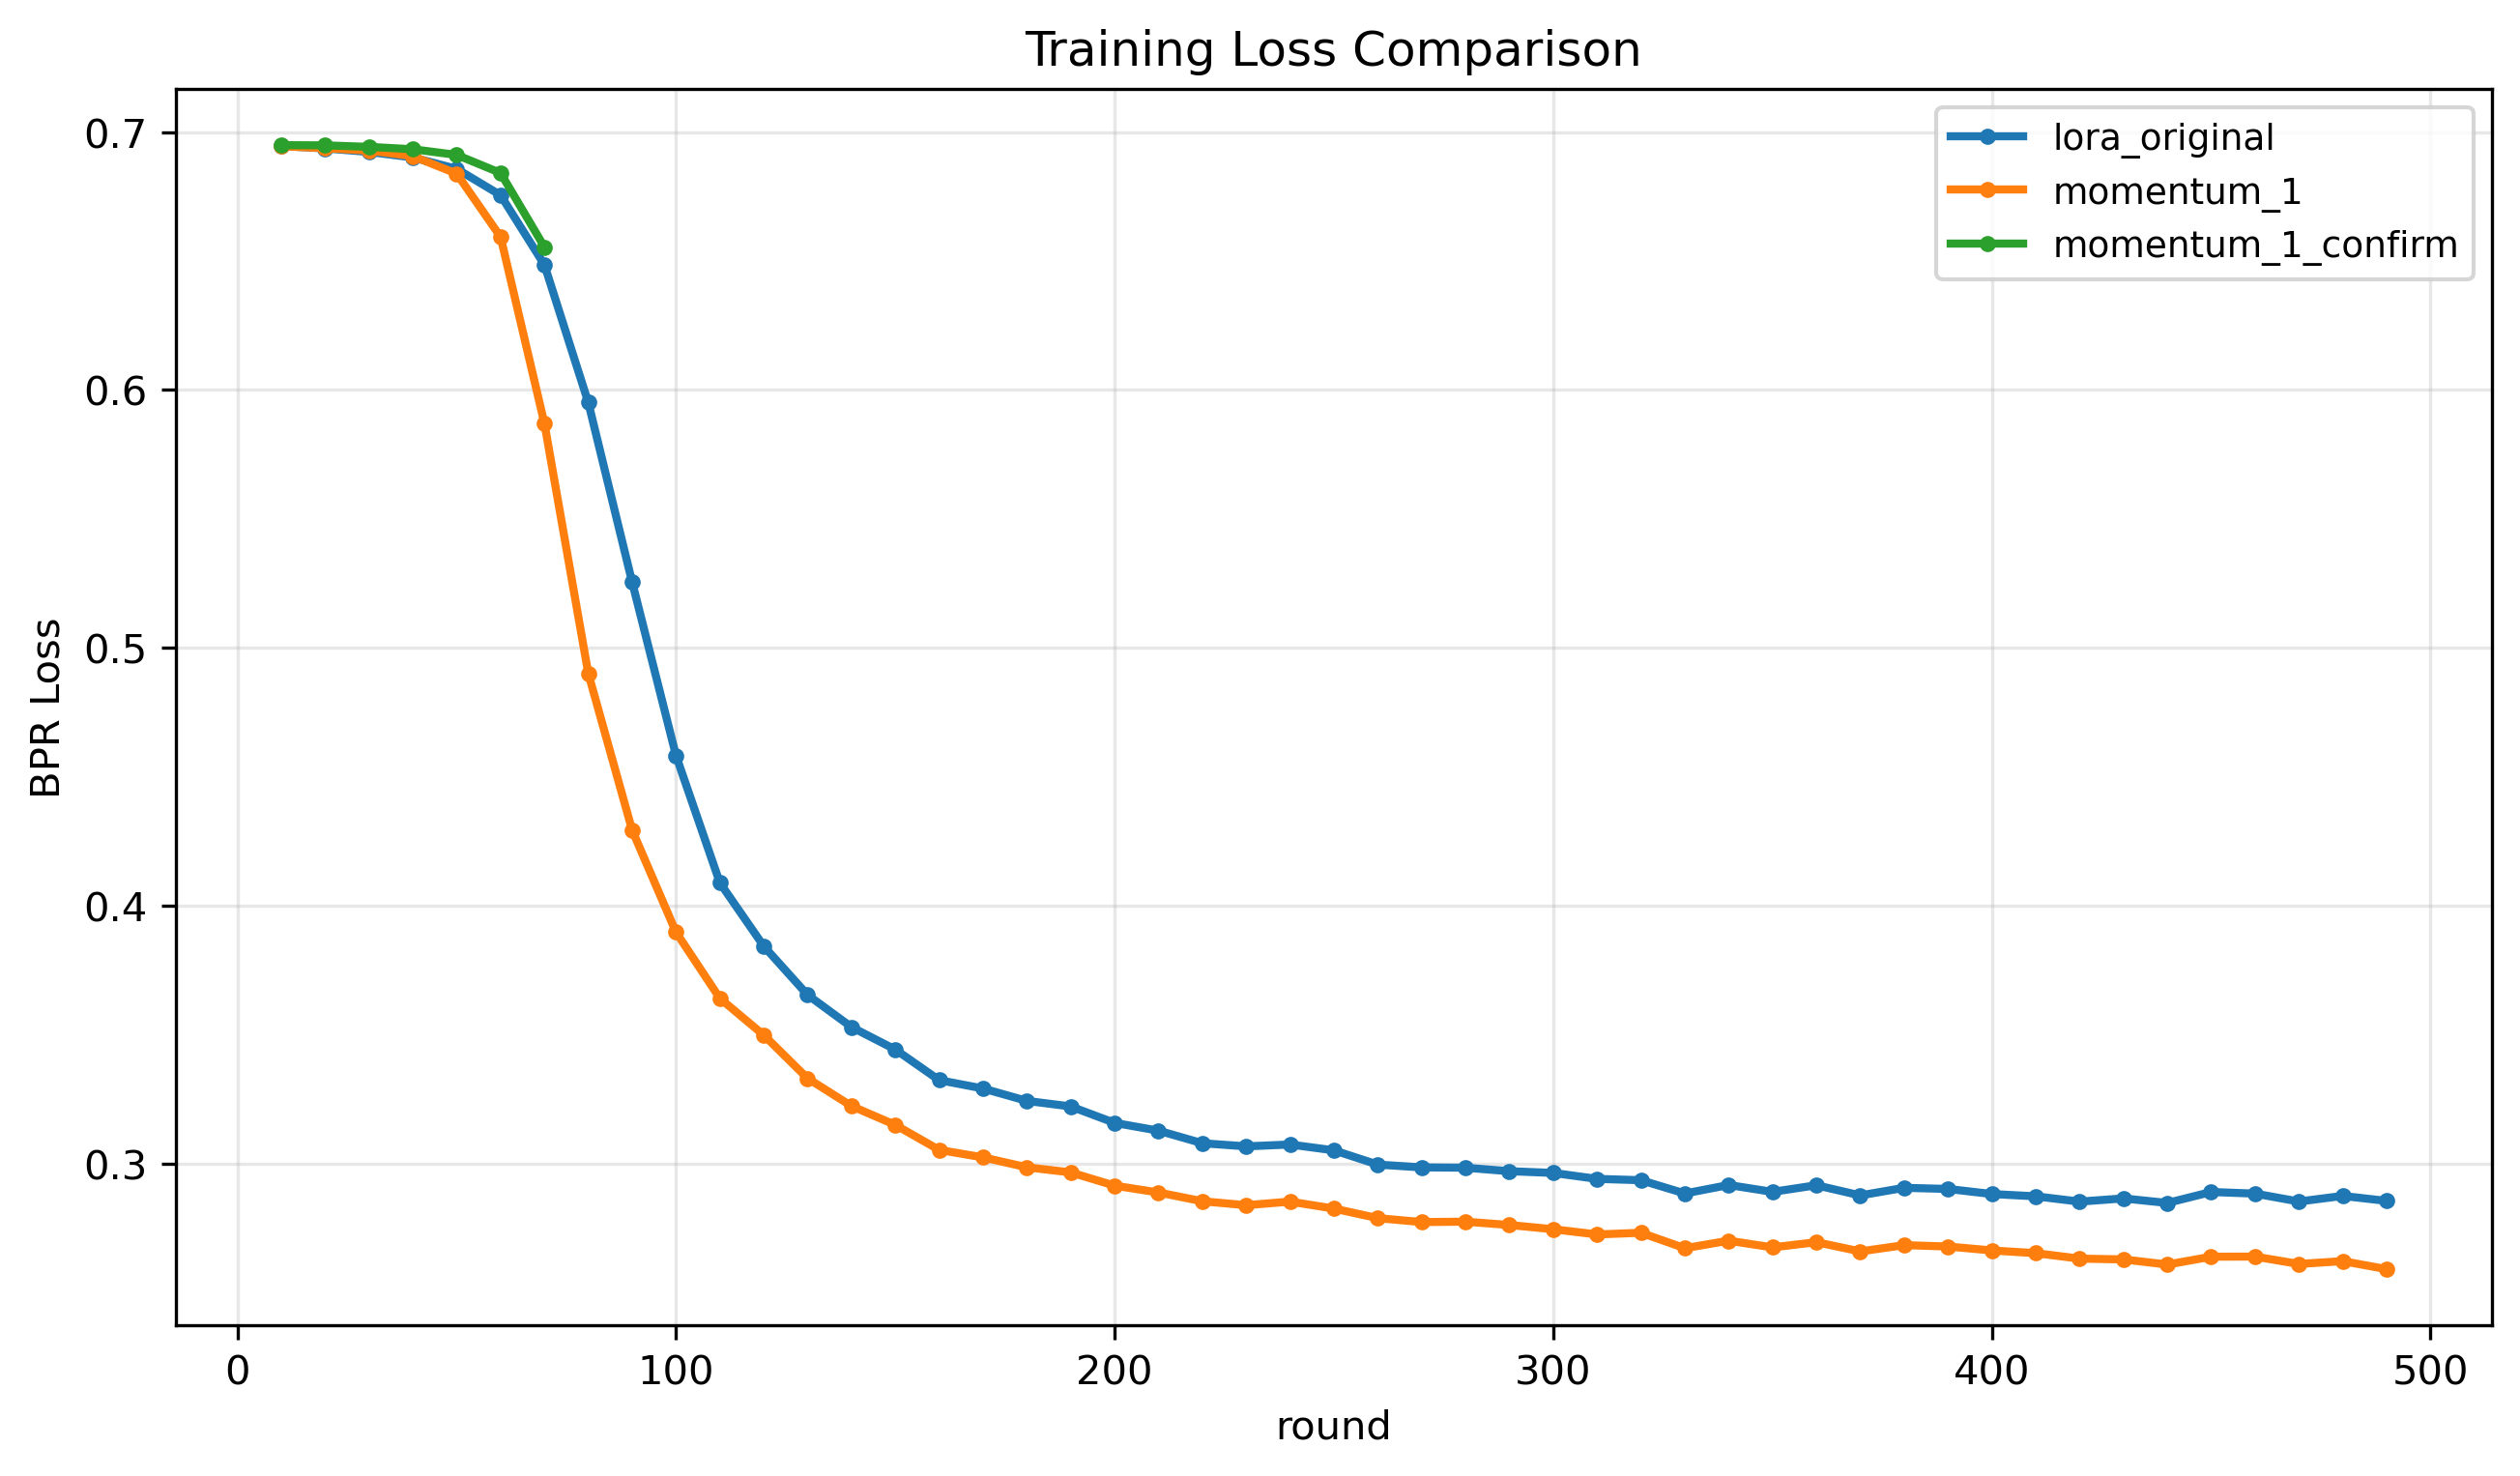 Training Loss Comparison
lora_original
momentum_1
momentum_1_confirm
BPR Loss
0.7
0.6
0.5
0.4
0.3
0 100 200 300 400 500
round